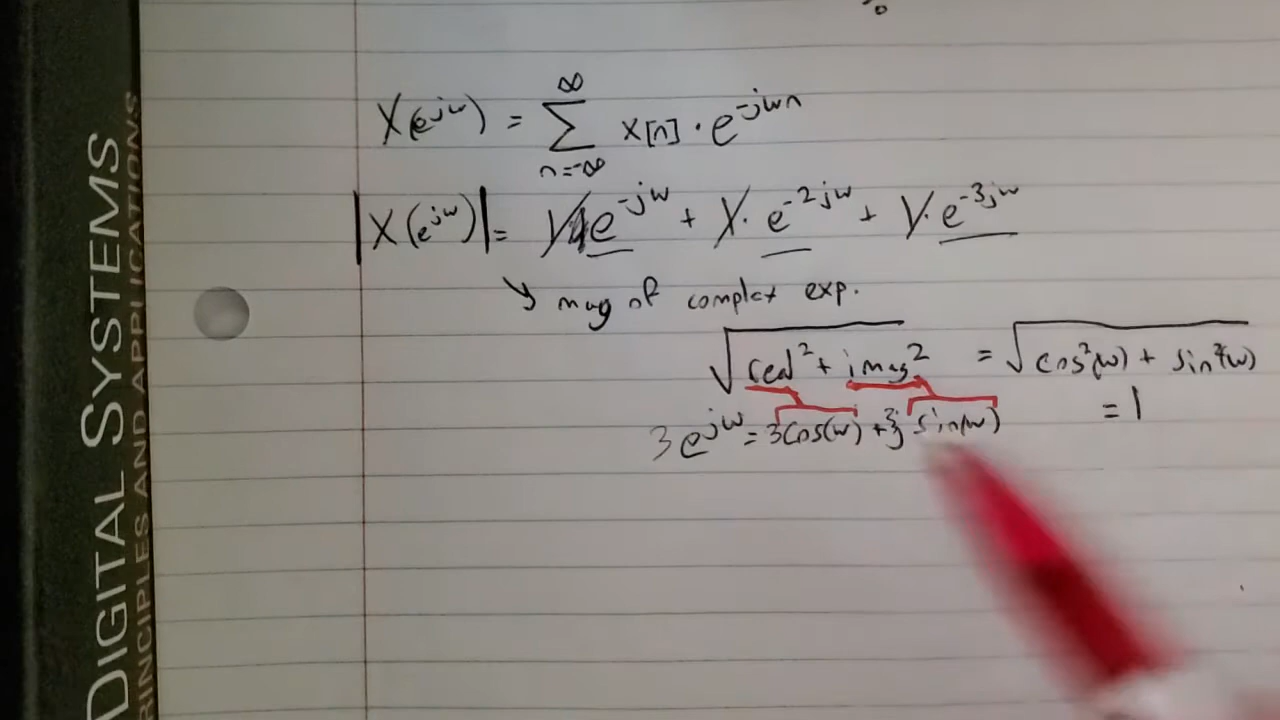 DIGITAL SYSTEMS
PRINCIPLES AND APPLICATIONS
X(e^{jw}) = ∑_{n=-∞}^{∞} x[n] · e^{-jwn}
|X(e^{jw})| = e^{-jw} + · e^{-2jw} + · e^{-3jw}
↘ mag of complex exp.
√(real² + imag²) = √(cos²(w) + sin²(w))
3e^{jw} = 3cos(w) + 3j sin(w) = 1